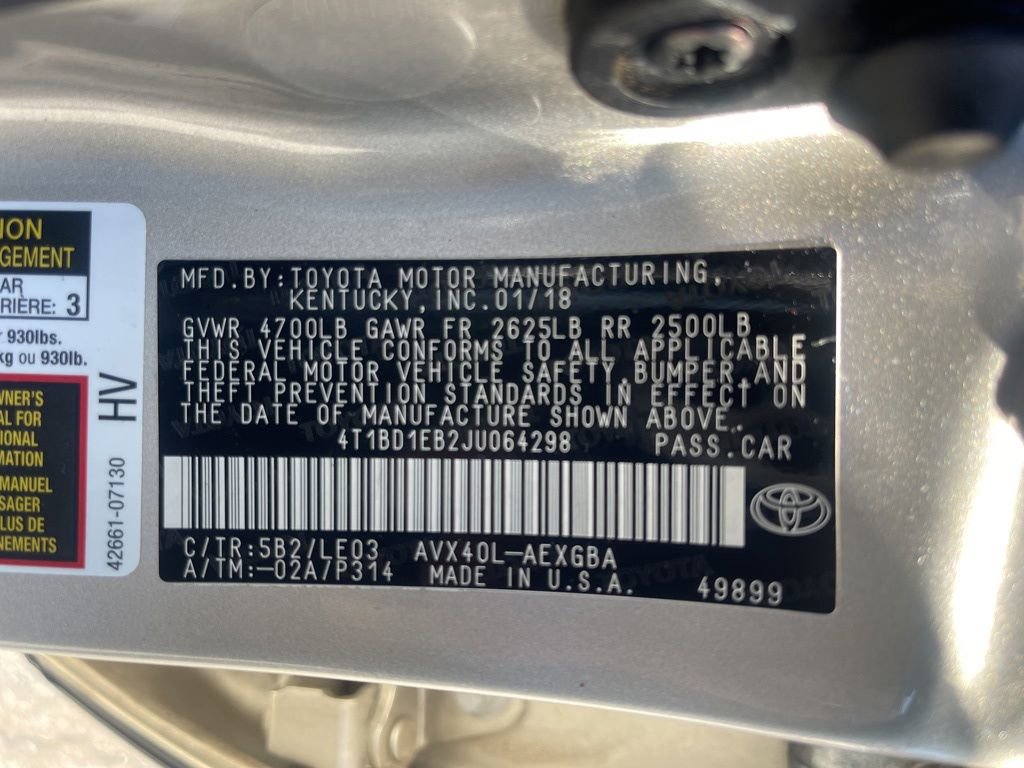 ION
GEMENT
AR
RIÈRE: 3
r 930lbs.
kg ou 930lb.
WNER'S
AL FOR
TIONAL
MATION
MANUEL
SAGER
LUS DE
NEMENTS
HV
42661-07130
MFD. BY: TOYOTA MOTOR MANUFACTURING,
KENTUCKY, INC. 01/18
GVWR 4700LB GAWR FR 2625LB RR 2500LB
THIS VEHICLE CONFORMS TO ALL APPLICABLE
FEDERAL MOTOR VEHICLE SAFETY, BUMPER, AND
THEFT PREVENTION STANDARDS IN EFFECT ON
THE DATE OF MANUFACTURE SHOWN ABOVE.
4T1BD1EB2JU064298 PASS. CAR
C/TR: 5B2/LE03 AVX40L-AEXGBA
A/TM: -02A/P314 MADE IN U.S.A. 49899